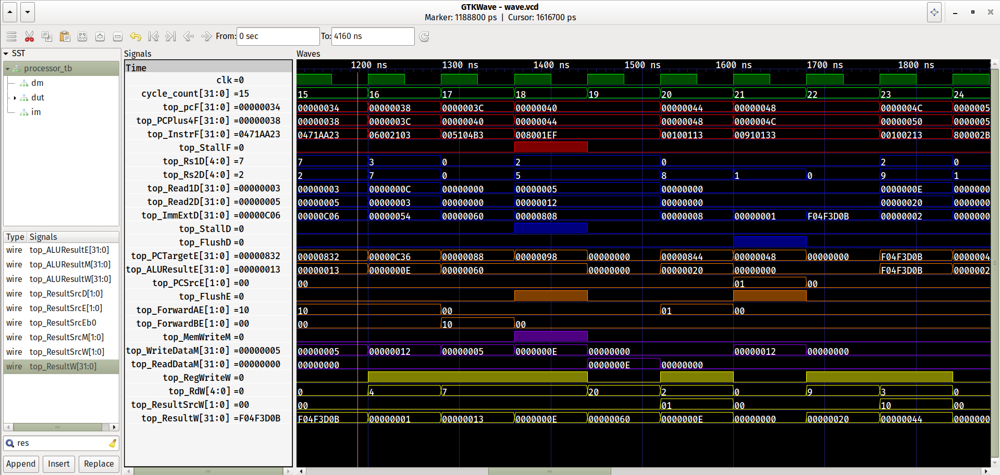 GTKWave - wave.vcd
Marker: 1188800 ps | Cursor: 1616700 ps
From: 0 sec To: 4160 ns
SST
processor_tb
dm
dut
im
Type Signals
wire top_ALUResultE[31:0]
wire top_ALUResultM[31:0]
wire top_ALUResultW[31:0]
wire top_ResultSrcD[1:0]
wire top_ResultSrcE[1:0]
wire top_ResultSrcEb0
wire top_ResultSrcM[1:0]
wire top_ResultSrcW[1:0]
wire top_ResultW[31:0]
res
Append Insert Replace
Signals
Waves
Time 1200 ns 1300 ns 1400 ns 1500 ns 1600 ns 1700 ns 1800 ns
clk =0
cycle_count[31:0] =15 15 16 17 18 19 20 21 22 23 24
top_pcF[31:0] =00000034 00000034 00000038 0000003C 00000040 00000044 00000048 0000004C 0000005
top_PCPlus4F[31:0] =00000038 00000038 0000003C 00000040 00000044 00000048 0000004C 00000050 0000005
top_InstrF[31:0] =0471AA23 0471AA23 06002103 005104B3 008001EF 00100113 00910133 00100213 800002B
top_StallF =0
top_Rs1D[4:0] =7 7 3 0 2 0 2 0
top_Rs2D[4:0] =2 2 7 0 5 8 1 0 9 1
top_Read1D[31:0] =00000003 00000003 0000000C 00000000 00000005 00000000 0000000E 0000000
top_Read2D[31:0] =00000005 00000005 00000003 00000000 00000012 00000000 00000020 0000000
top_ImmExtD[31:0] =00000C06 00000C06 00000054 00000060 00000808 00000008 00000001 F04F3D0B 00000002 0000000
top_StallD =0
top_FlushD =0
top_PCTargetE[31:0] =00000832 00000832 00000C36 00000088 00000098 00000000 00000844 00000048 00000000 F04F3D0B 0000004
top_ALUResultE[31:0] =00000013 00000013 0000000E 00000060 00000000 00000020 00000000 F04F3D0B 0000002
top_PCSrcE[1:0] =00 00 01 00
top_FlushE =0
top_ForwardAE[1:0] =10 10 00 01 00
top_ForwardBE[1:0] =00 00 10 00
top_MemWriteM =0
top_WriteDataM[31:0] =00000005 00000005 00000012 00000005 0000000E 00000000 00000012 00000000
top_ReadDataM[31:0] =00000000 00000000 0000000E 00000000
top_RegWriteW =0
top_RdW[4:0] =0 0 4 7 20 2 0 9 3 0
top_ResultSrcW[1:0] =00 00 01 00 10 00
top_ResultW[31:0] =F04F3D0B F04F3D0B 00000001 00000013 0000000E 00000060 0000000E 00000000 00000020 00000044 0000000